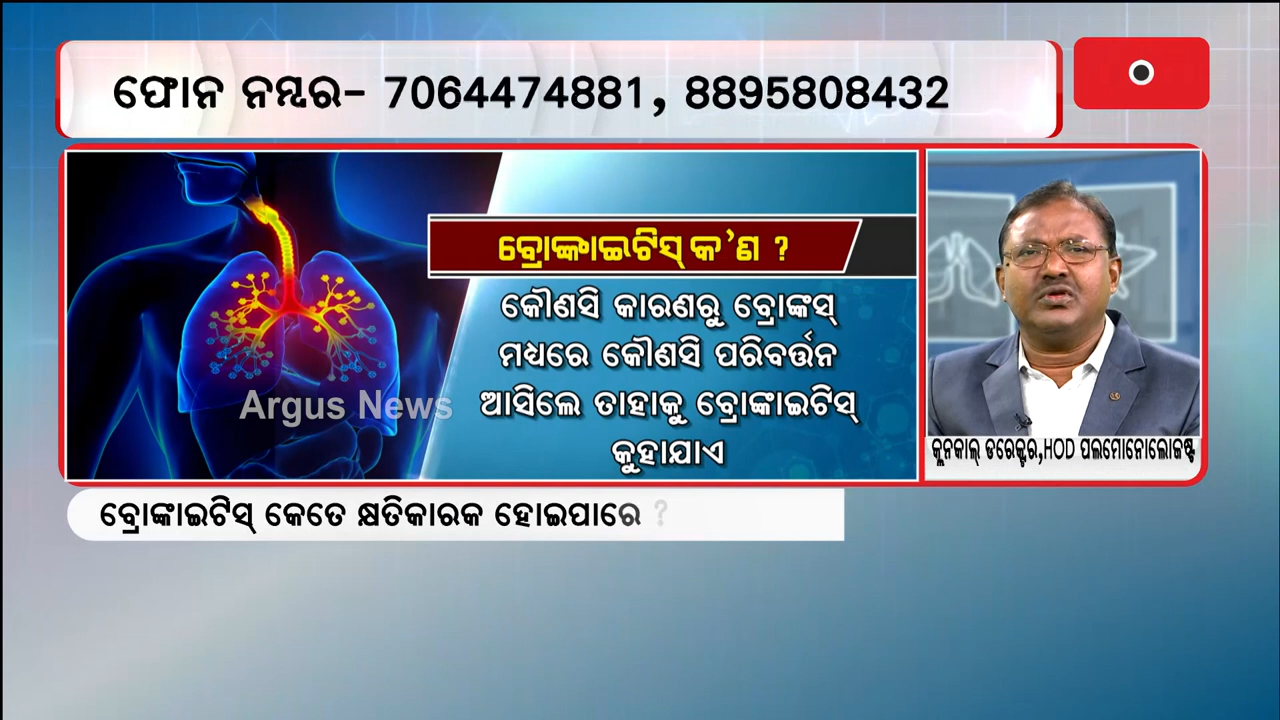 ଫୋନ ନମ୍ବର- 7064474881, 8895808432
ବ୍ରୋଙ୍କାଇଟିସ୍ କ'ଣ ?
କୌଣସି କାରଣରୁ ବ୍ରୋଙ୍କସ୍
ମଧ୍ୟରେ କୌଣସି ପରିବର୍ତ୍ତନ
ଆସିଲେ ତାହାକୁ ବ୍ରୋଙ୍କାଇଟିସ୍
କୁହାଯାଏ
Argus News
କ୍ଲିନିକାଲ୍ ଡିରେକ୍ଟର,HOD ପଲମୋନୋଲୋଜିଷ୍ଟ
ବ୍ରୋଙ୍କାଇଟିସ୍ କେତେ କ୍ଷତିକାରକ ହୋଇପାରେ ?